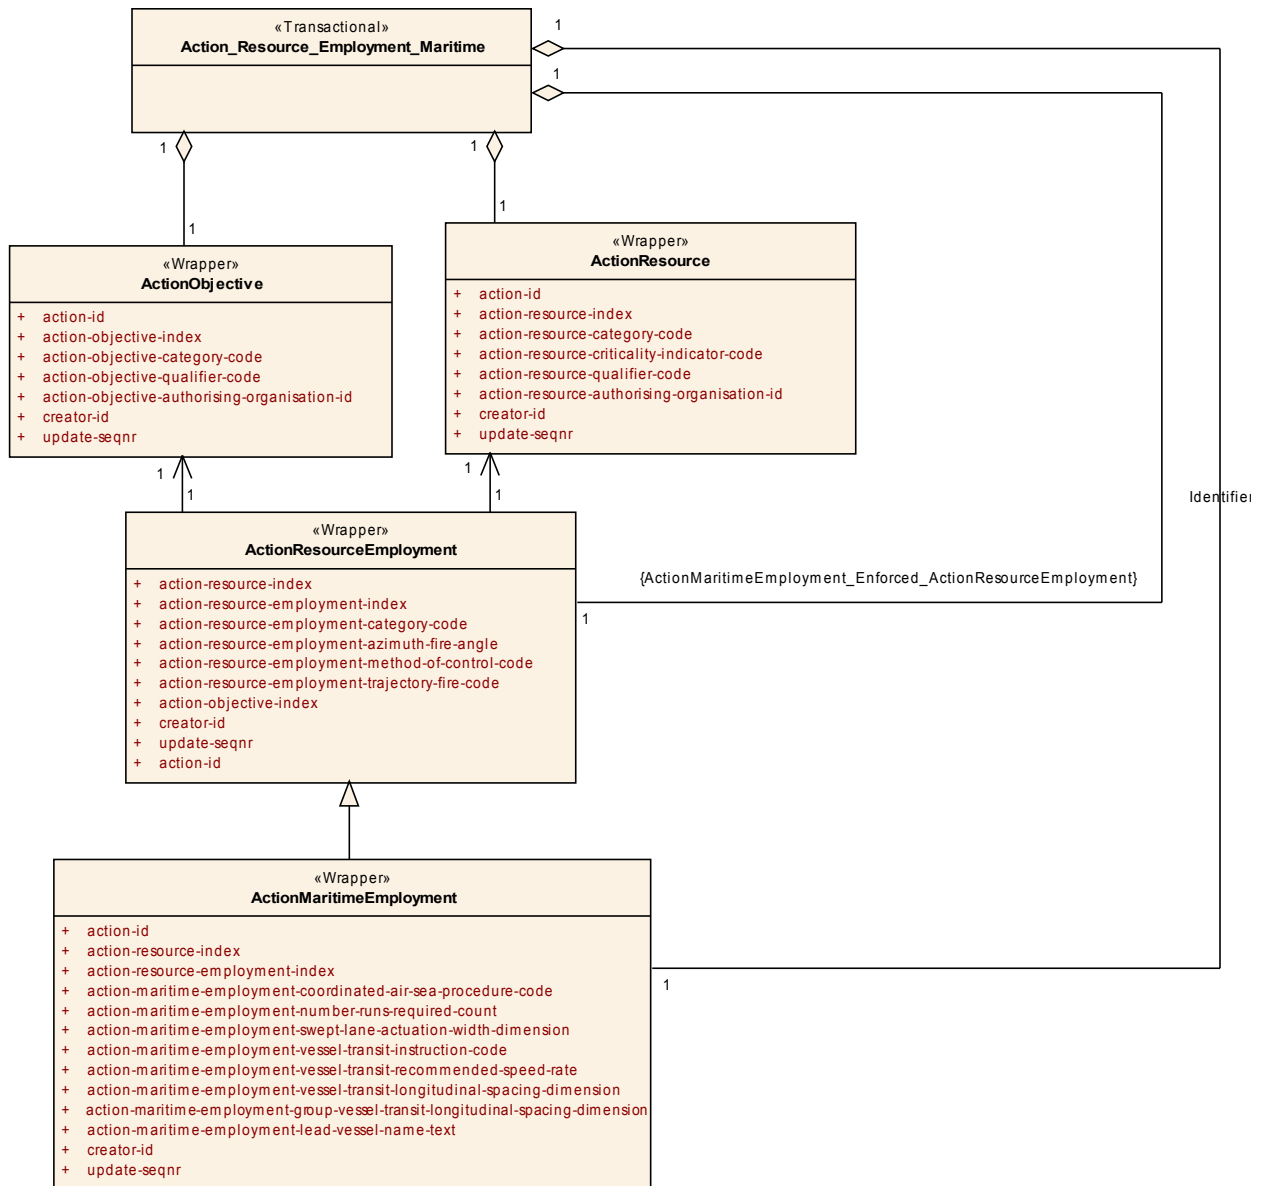 «Transactional»
Action_Resource_Employment_Maritime
1
1
1
1
1
1
«Wrapper»
ActionObjective
+ action-id
+ action-objective-index
+ action-objective-category-code
+ action-objective-qualifier-code
+ action-objective-authorising-organisation-id
+ creator-id
+ update-seqnr
«Wrapper»
ActionResource
+ action-id
+ action-resource-index
+ action-resource-category-code
+ action-resource-criticality-indicator-code
+ action-resource-qualifier-code
+ action-resource-authorising-organisation-id
+ creator-id
+ update-seqnr
1
1
1
1
Identifier
«Wrapper»
ActionResourceEmployment
+ action-resource-index
+ action-resource-employment-index
+ action-resource-employment-category-code
+ action-resource-employment-azimuth-fire-angle
+ action-resource-employment-method-of-control-code
+ action-resource-employment-trajectory-fire-code
+ action-objective-index
+ creator-id
+ update-seqnr
+ action-id
{ActionMaritimeEmployment_Enforced_ActionResourceEmployment}
1
«Wrapper»
ActionMaritimeEmployment
+ action-id
+ action-resource-index
+ action-resource-employment-index
+ action-maritime-employment-coordinated-air-sea-procedure-code
+ action-maritime-employment-number-runs-required-count
+ action-maritime-employment-swept-lane-actuation-width-dimension
+ action-maritime-employment-vessel-transit-instruction-code
+ action-maritime-employment-vessel-transit-recommended-speed-rate
+ action-maritime-employment-vessel-transit-longitudinal-spacing-dimension
+ action-maritime-employment-group-vessel-transit-longitudinal-spacing-dimension
+ action-maritime-employment-lead-vessel-name-text
+ creator-id
+ update-seqnr
1